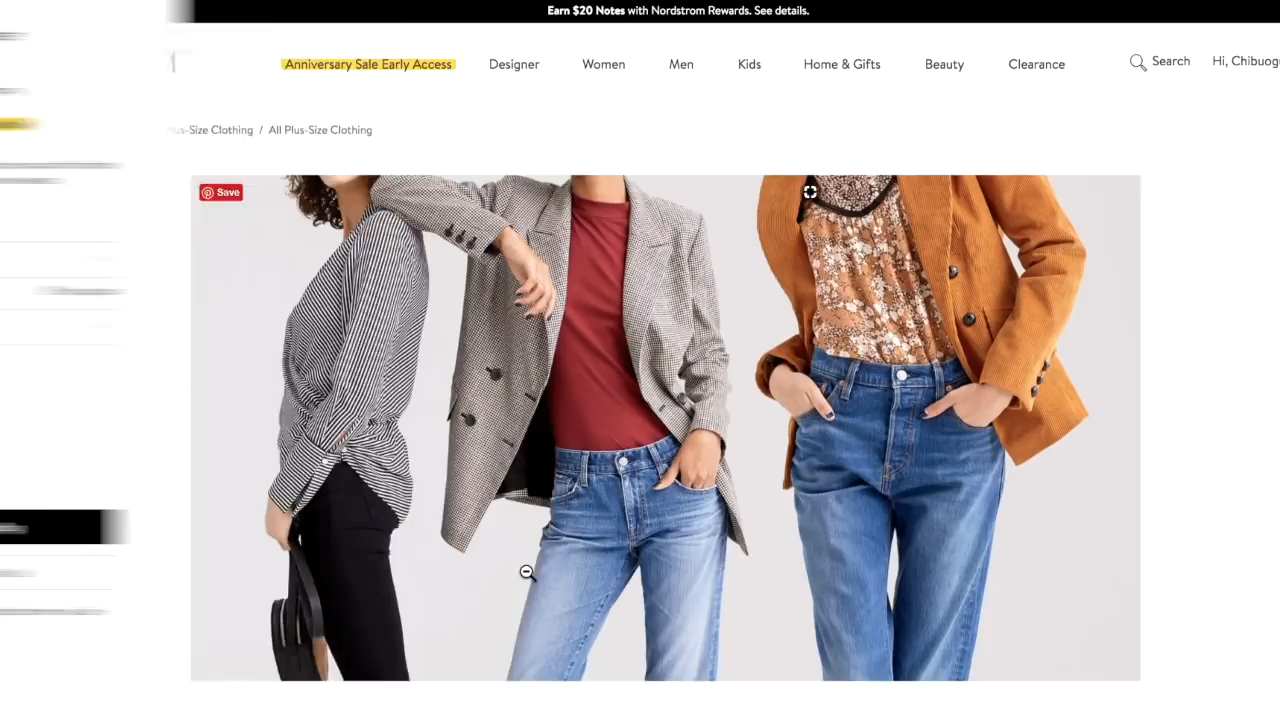 Earn $20 Notes with Nordstrom Rewards. See details.
Anniversary Sale Early Access Designer Women Men Kids Home & Gifts Beauty Clearance Search Hi, Chibuog
Plus-Size Clothing / All Plus-Size Clothing
Save